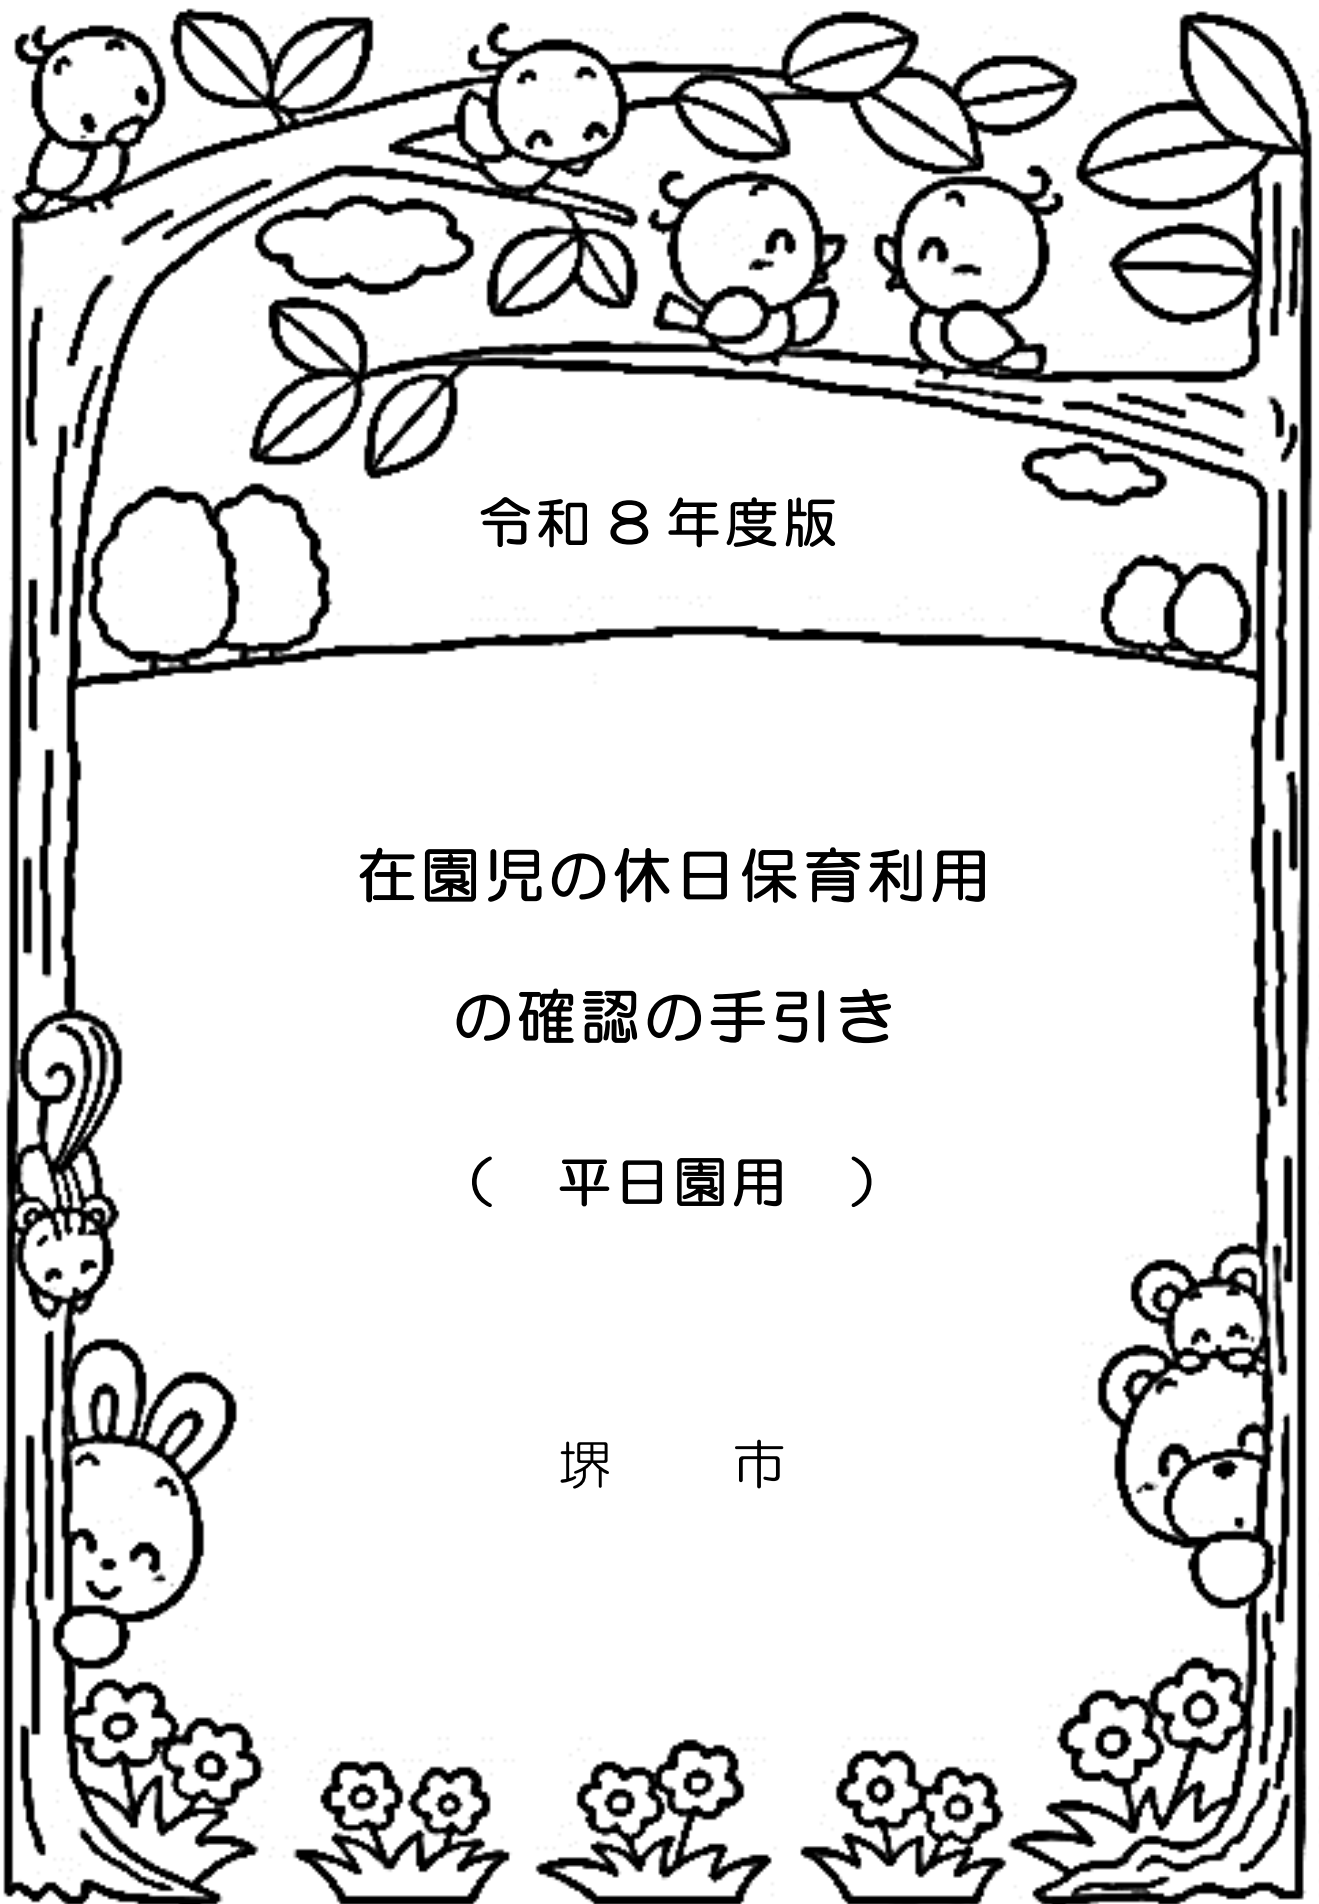 令和８年度版
在園児の休日保育利用
の確認の手引き
（　平日園用　）
堺　　市